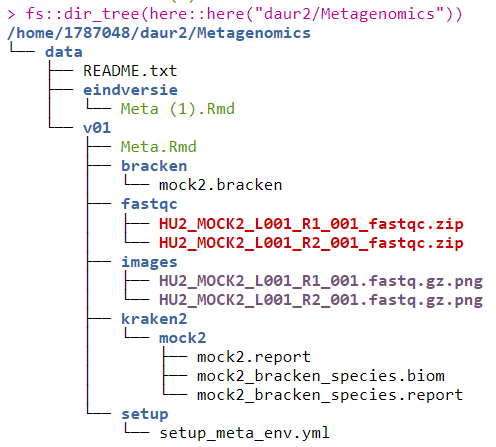 > fs::dir_tree(here::here("daur2/Metagenomics"))
/home/1787048/daur2/Metagenomics
└── data
    ├── README.txt
    ├── eindversie
    │   └── Meta (1).Rmd
    └── v01
        ├── Meta.Rmd
        ├── bracken
        │   └── mock2.bracken
        ├── fastqc
        │   ├── HU2_MOCK2_L001_R1_001_fastqc.zip
        │   └── HU2_MOCK2_L001_R2_001_fastqc.zip
        ├── images
        │   ├── HU2_MOCK2_L001_R1_001.fastq.gz.png
        │   └── HU2_MOCK2_L001_R2_001.fastq.gz.png
        ├── kraken2
        │   └── mock2
        │       ├── mock2.report
        │       ├── mock2_bracken_species.biom
        │       └── mock2_bracken_species.report
        └── setup
            └── setup_meta_env.yml